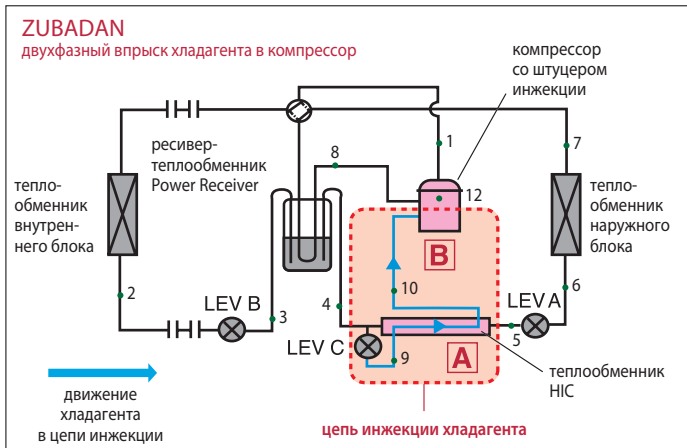 ZUBADAN
двухфазный впрыск хладагента в компрессор
компрессор
со штуцером
инжекции
1
7
ресивер-
теплообменник
Power Receiver
8
12
тепло-
обменник
внутрен-
него блока
тепло-
обменник
наружного
блока
B
10
2
6
LEV B
3
4
LEV A
5
LEV C
9
A
теплообменник
HIC
движение
хладагента
в цепи инжекции
цепь инжекции хладагента